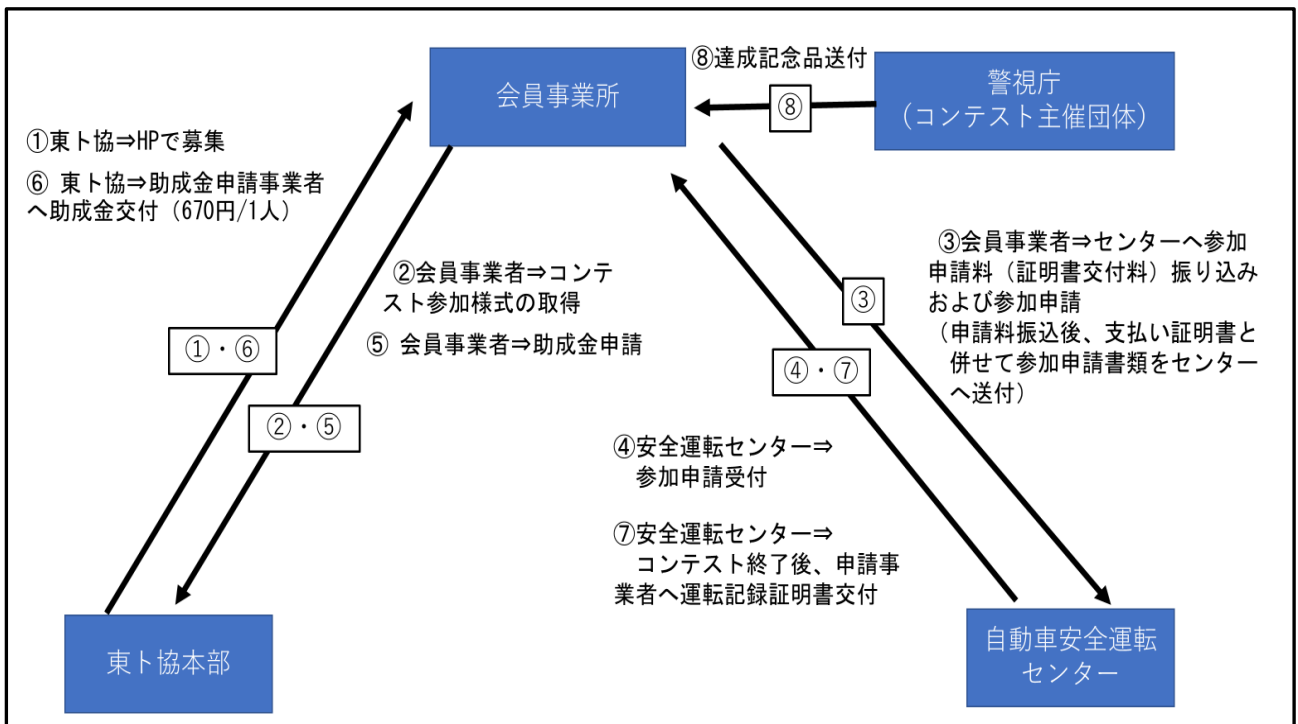 会員事業所
⑧達成記念品送付
⑧
警視庁
（コンテスト主催団体）
①東ト協⇒HPで募集
⑥ 東ト協⇒助成金申請事業者
へ助成金交付（670円/1人）
①・⑥
②会員事業者⇒コンテ
スト参加様式の取得
⑤ 会員事業者⇒助成金申請
②・⑤
③会員事業者⇒センターへ参加
申請料（証明書交付料）振り込み
および参加申請
（申請料振込後、支払い証明書と
併せて参加申請書類をセンター
へ送付）
③
④・⑦
④安全運転センター⇒
参加申請受付
⑦安全運転センター⇒
コンテスト終了後、申請事
業者へ運転記録証明書交付
東ト協本部
自動車安全運転
センター